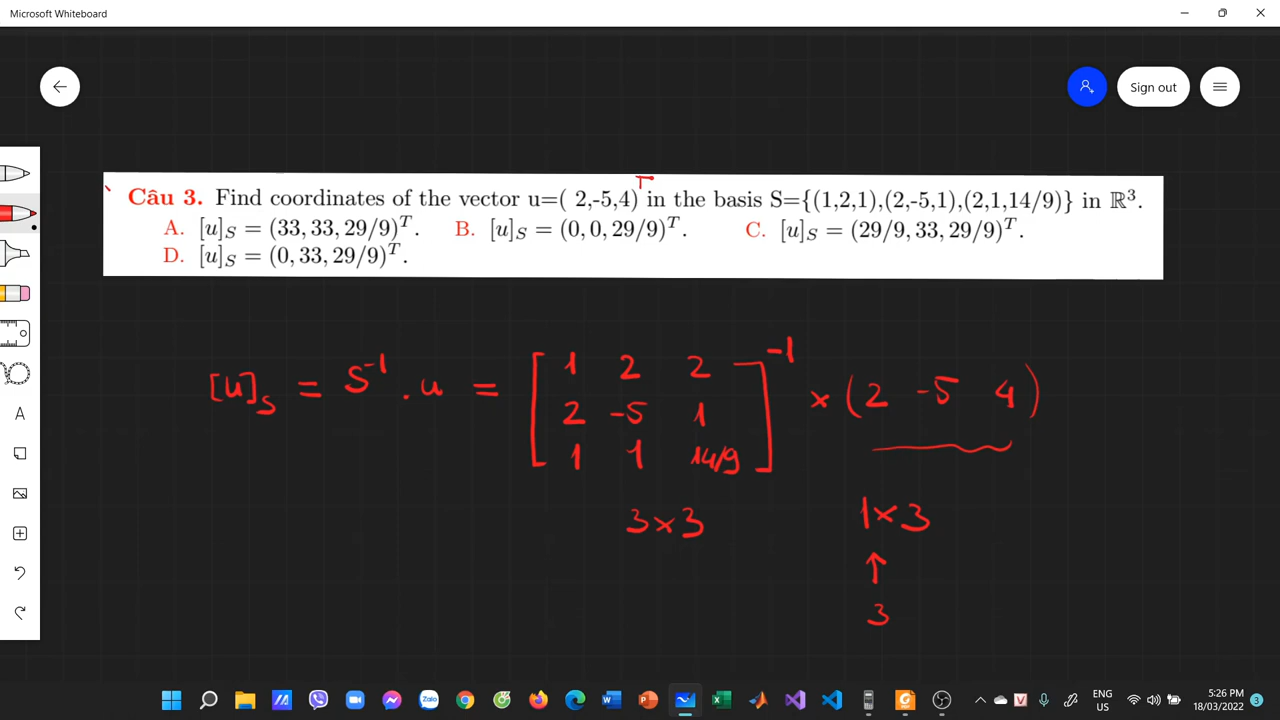 Microsoft Whiteboard
Sign out
Câu 3. Find coordinates of the vector u=( 2,-5,4)^T in the basis S={(1,2,1),(2,-5,1),(2,1,14/9)} in ℝ³.
A. [u]_S = (33, 33, 29/9)^T. B. [u]_S = (0, 0, 29/9)^T. C. [u]_S = (29/9, 33, 29/9)^T.
D. [u]_S = (0, 33, 29/9)^T.
[u]_S = S^-1 . u = [1 2 2]^-1 × (2 -5 4)
2 -5 1
1 1 14/9
3×3 1×3
↑
3
A
Zalo
V
ENG
US
5:26 PM
18/03/2022
3